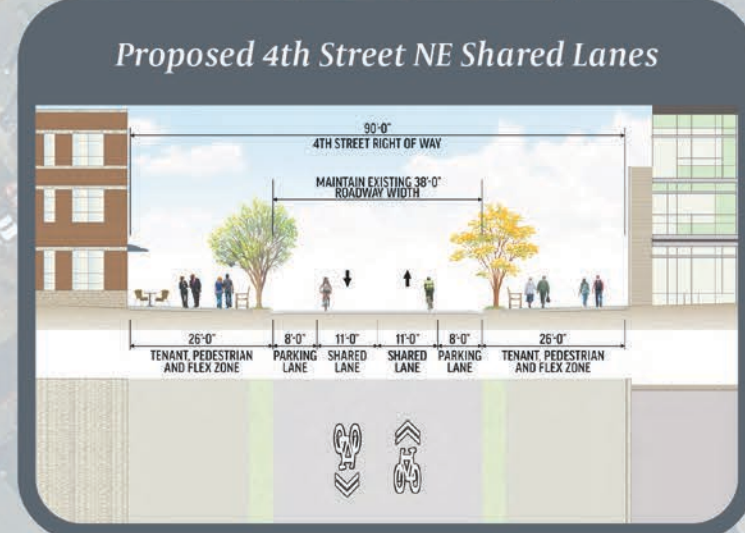 Proposed 4th Street NE Shared Lanes
90'-0"
4TH STREET RIGHT OF WAY
MAINTAIN EXISTING 38'-0"
ROADWAY WIDTH
26'-0" 8'-0" 11'-0" 11'-0" 8'-0" 26'-0"
TENANT, PEDESTRIAN PARKING SHARED SHARED PARKING TENANT, PEDESTRIAN
AND FLEX ZONE LANE LANE LANE LANE AND FLEX ZONE